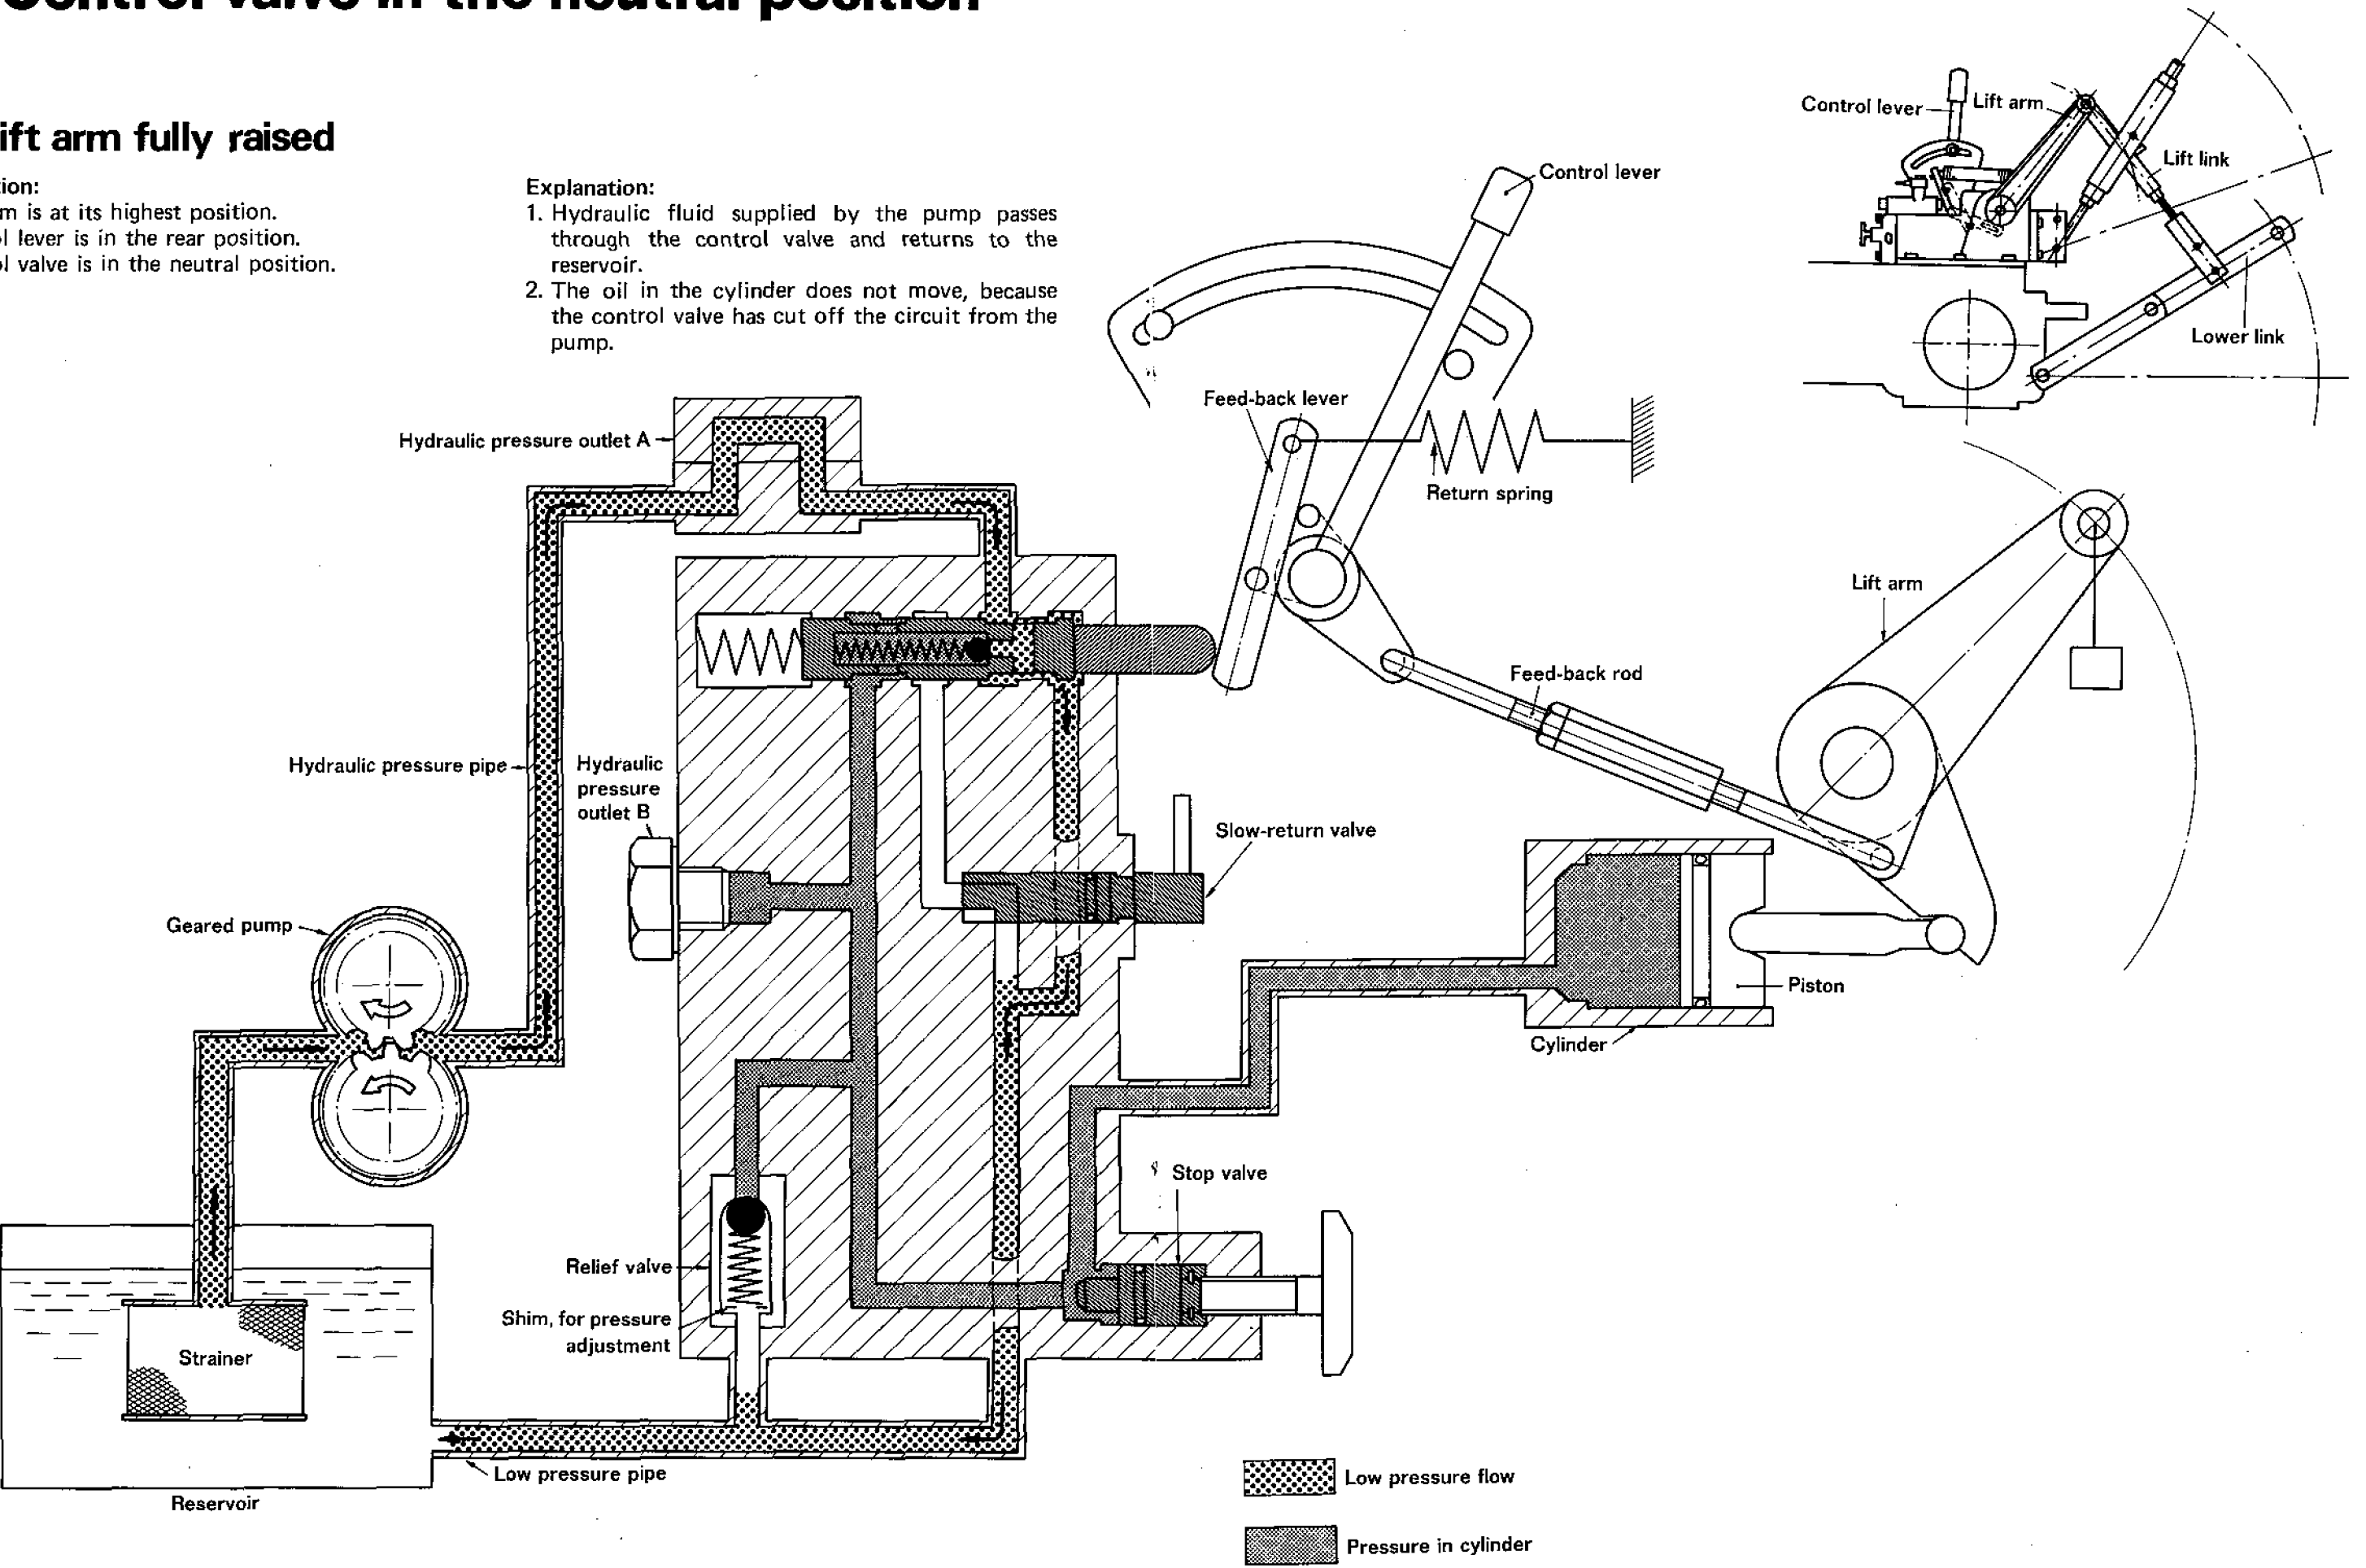 Control valve in the neutral position
ift arm fully raised
ion:
m is at its highest position.
l lever is in the rear position.
l valve is in the neutral position.
Explanation:
1. Hydraulic fluid supplied by the pump passes
through the control valve and returns to the
reservoir.
2. The oil in the cylinder does not move, because
the control valve has cut off the circuit from the
pump.
Control lever
Lift arm
Lift link
Lower link
Control lever
Feed-back lever
Return spring
Hydraulic pressure outlet A
Lift arm
Feed-back rod
Hydraulic pressure pipe
Hydraulic
pressure
outlet B
Slow-return valve
Geared pump
Piston
Cylinder
Stop valve
Relief valve
Shim, for pressure
adjustment
Strainer
Low pressure pipe
Reservoir
Low pressure flow
Pressure in cylinder